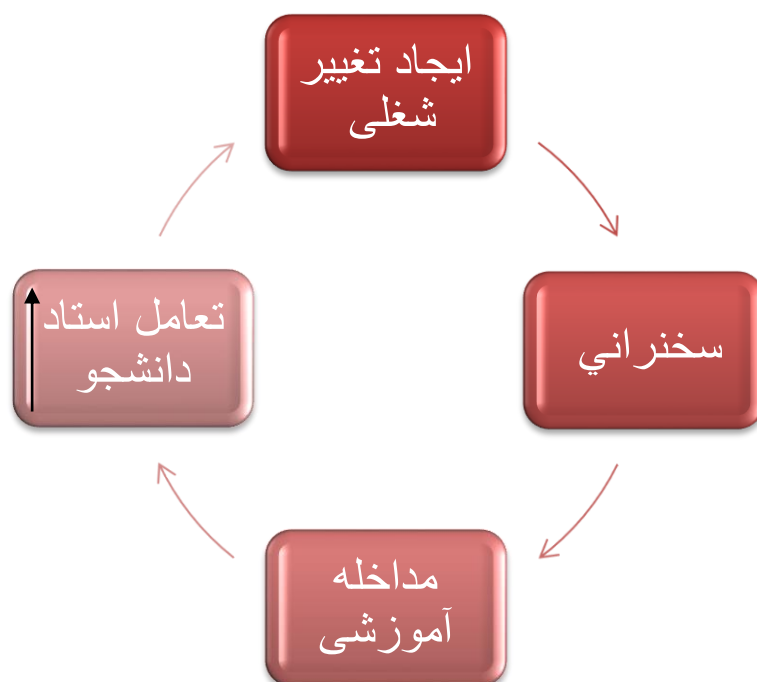 ایجاد تغییر
شغلی
سخنراني
مداخله
آموزشی
تعامل استاد
دانشجو